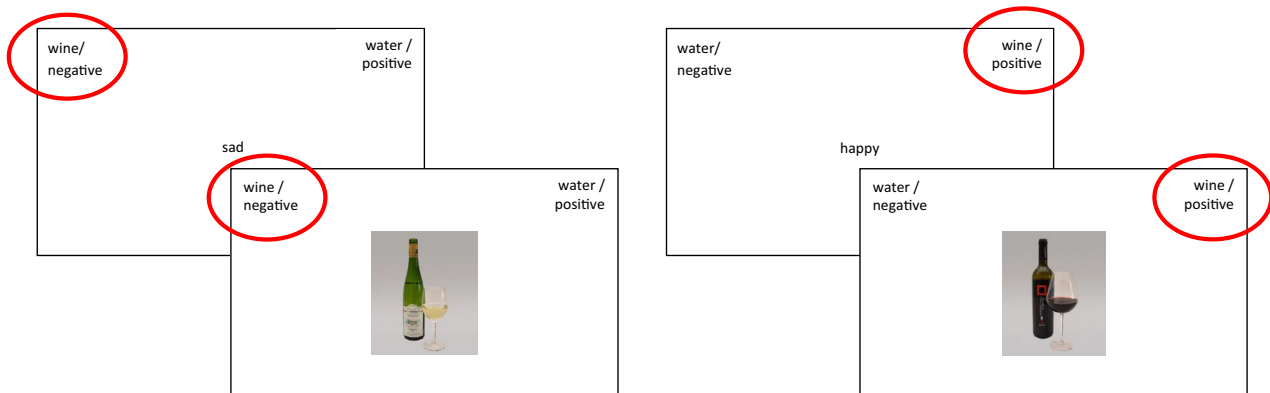 wine/
negative
water /
positive
sad
wine /
negative
water /
positive
water/
negative
wine /
positive
happy
water /
negative
wine /
positive